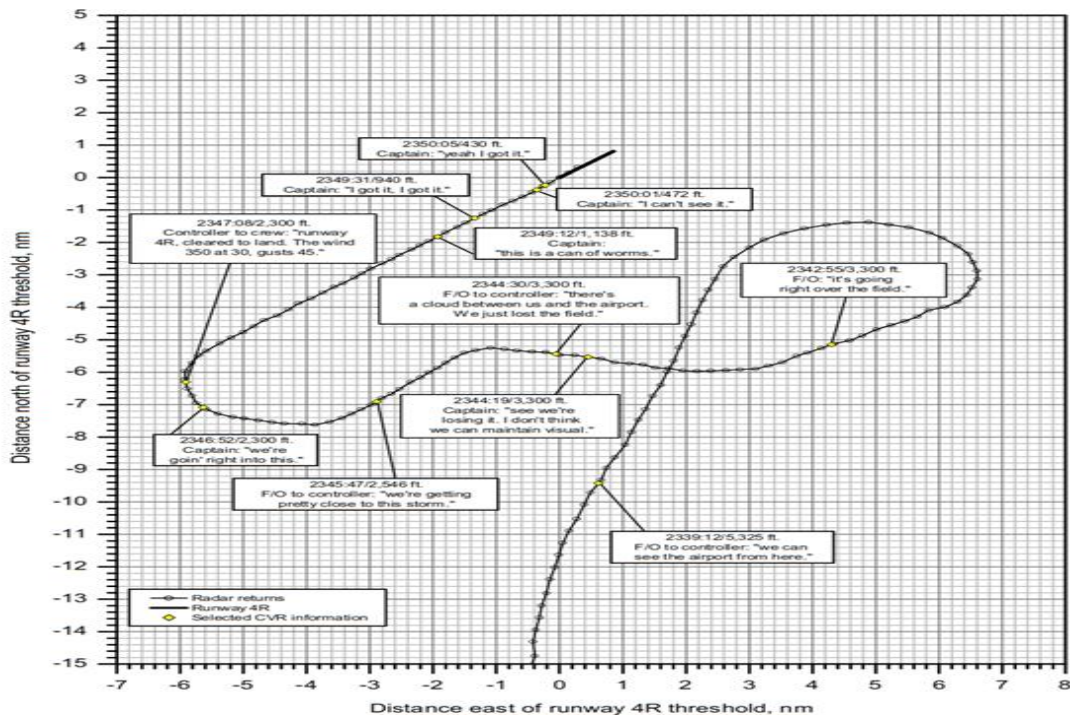 5
4
3
2
1
0
-1
-2
-3
-4
-5
-6
-7
-8
-9
-10
-11
-12
-13
-14
-15
Distance north of runway 4R threshold, nm
2350:05/430 ft.
Captain: "yeah I got it."
2349:31/940 ft.
Captain: "I got it, I got it."
2350:01/472 ft.
Captain: "I can't see it."
2347:08/2,300 ft.
Controller to crew: "runway
4R, cleared to land. The wind
350 at 30, gusts 45."
2349:12/1,138 ft.
Captain:
"this is a can of worms."
2344:30/3,300 ft.
F/O to controller: "there's
a cloud between us and the airport.
We just lost the field."
2342:55/3,300 ft.
F/O: "it's going
right over the field."
2344:19/3,300 ft.
Captain: "see we're
losing it. I don't think
we can maintain visual."
2346:52/2,300 ft.
Captain: "we're
goin' right into this."
2345:47/2,546 ft.
F/O to controller: "we're getting
pretty close to this storm."
2339:12/5,325 ft.
F/O to controller: "we can
see the airport from here."
Radar returns
Runway 4R
Selected CVR information
-7 -6 -5 -4 -3 -2 -1 0 1 2 3 4 5 6 7 8
Distance east of runway 4R threshold, nm